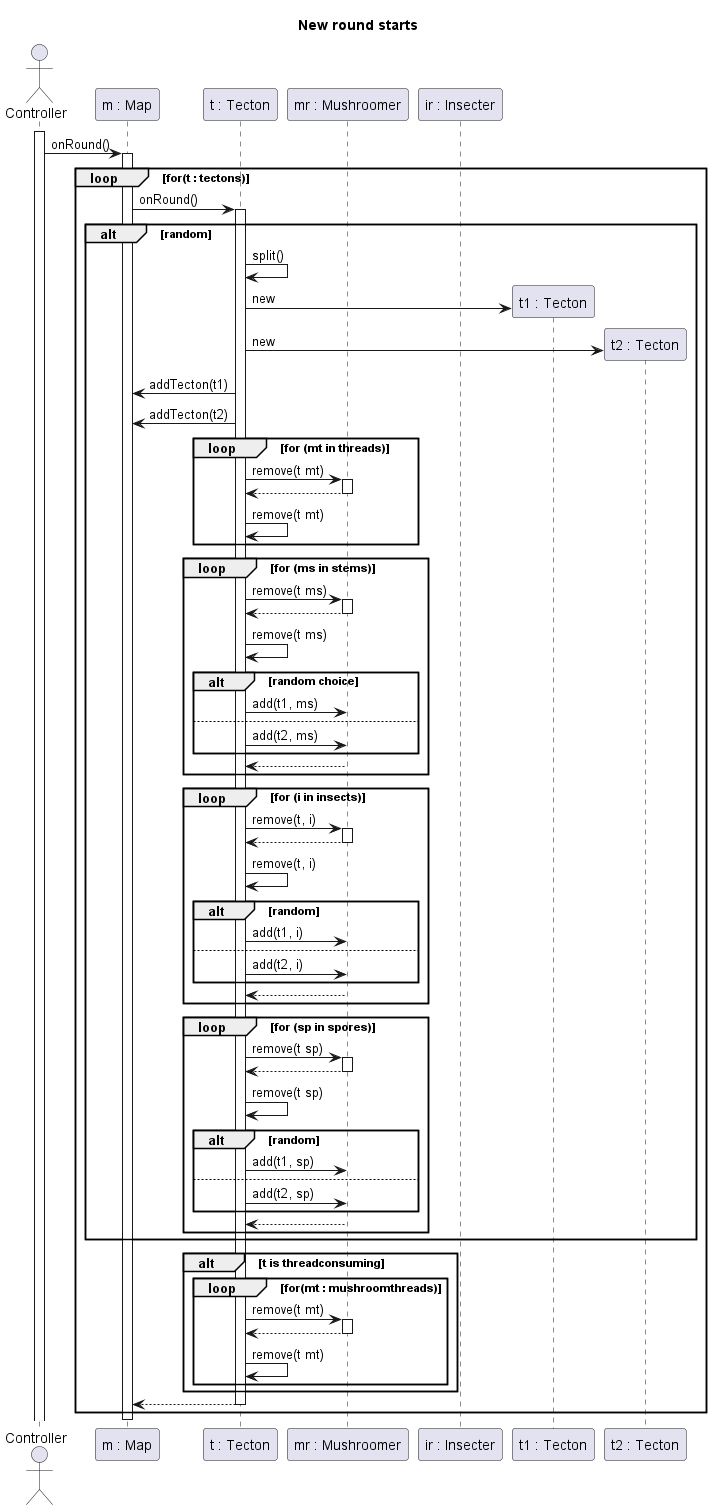 New round starts
Controller
m : Map
t : Tecton
mr : Mushroomer
ir : Insecter
onRound()
loop [for(t : tectons)]
onRound()
alt [random]
split()
new
t1 : Tecton
new
t2 : Tecton
addTecton(t1)
addTecton(t2)
loop [for (mt in threads)]
remove(t mt)
remove(t mt)
loop [for (ms in stems)]
remove(t ms)
remove(t ms)
alt [random choice]
add(t1, ms)
add(t2, ms)
loop [for (i in insects)]
remove(t, i)
remove(t, i)
alt [random]
add(t1, i)
add(t2, i)
loop [for (sp in spores)]
remove(t sp)
remove(t sp)
alt [random]
add(t1, sp)
add(t2, sp)
alt [t is threadconsuming]
loop [for(mt : mushroomthreads)]
remove(t mt)
remove(t mt)
Controller
m : Map
t : Tecton
mr : Mushroomer
ir : Insecter
t1 : Tecton
t2 : Tecton